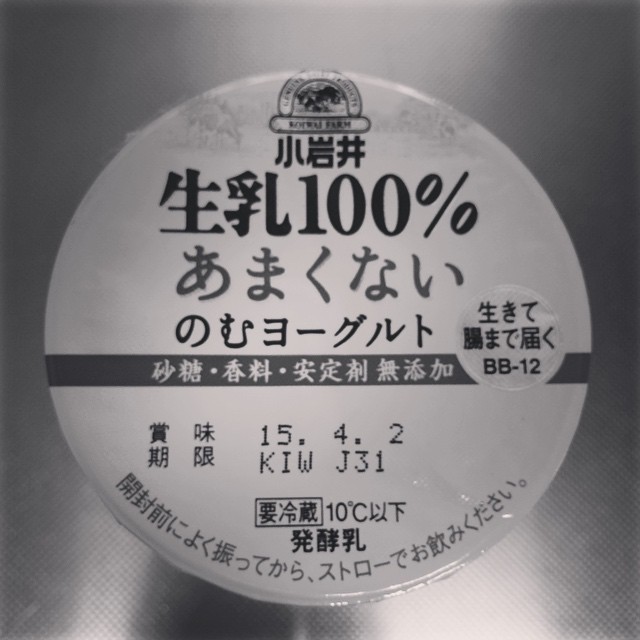 KOIWAI FARM
小岩井
生乳100%
あまくない
のむヨーグルト
生きて
腸まで届く
BB-12
砂糖・香料・安定剤 無添加
賞味 15. 4. 2
期限 KIW J31
要冷蔵 10℃以下
発酵乳
開封前によく振ってから、ストローでお飲みください。